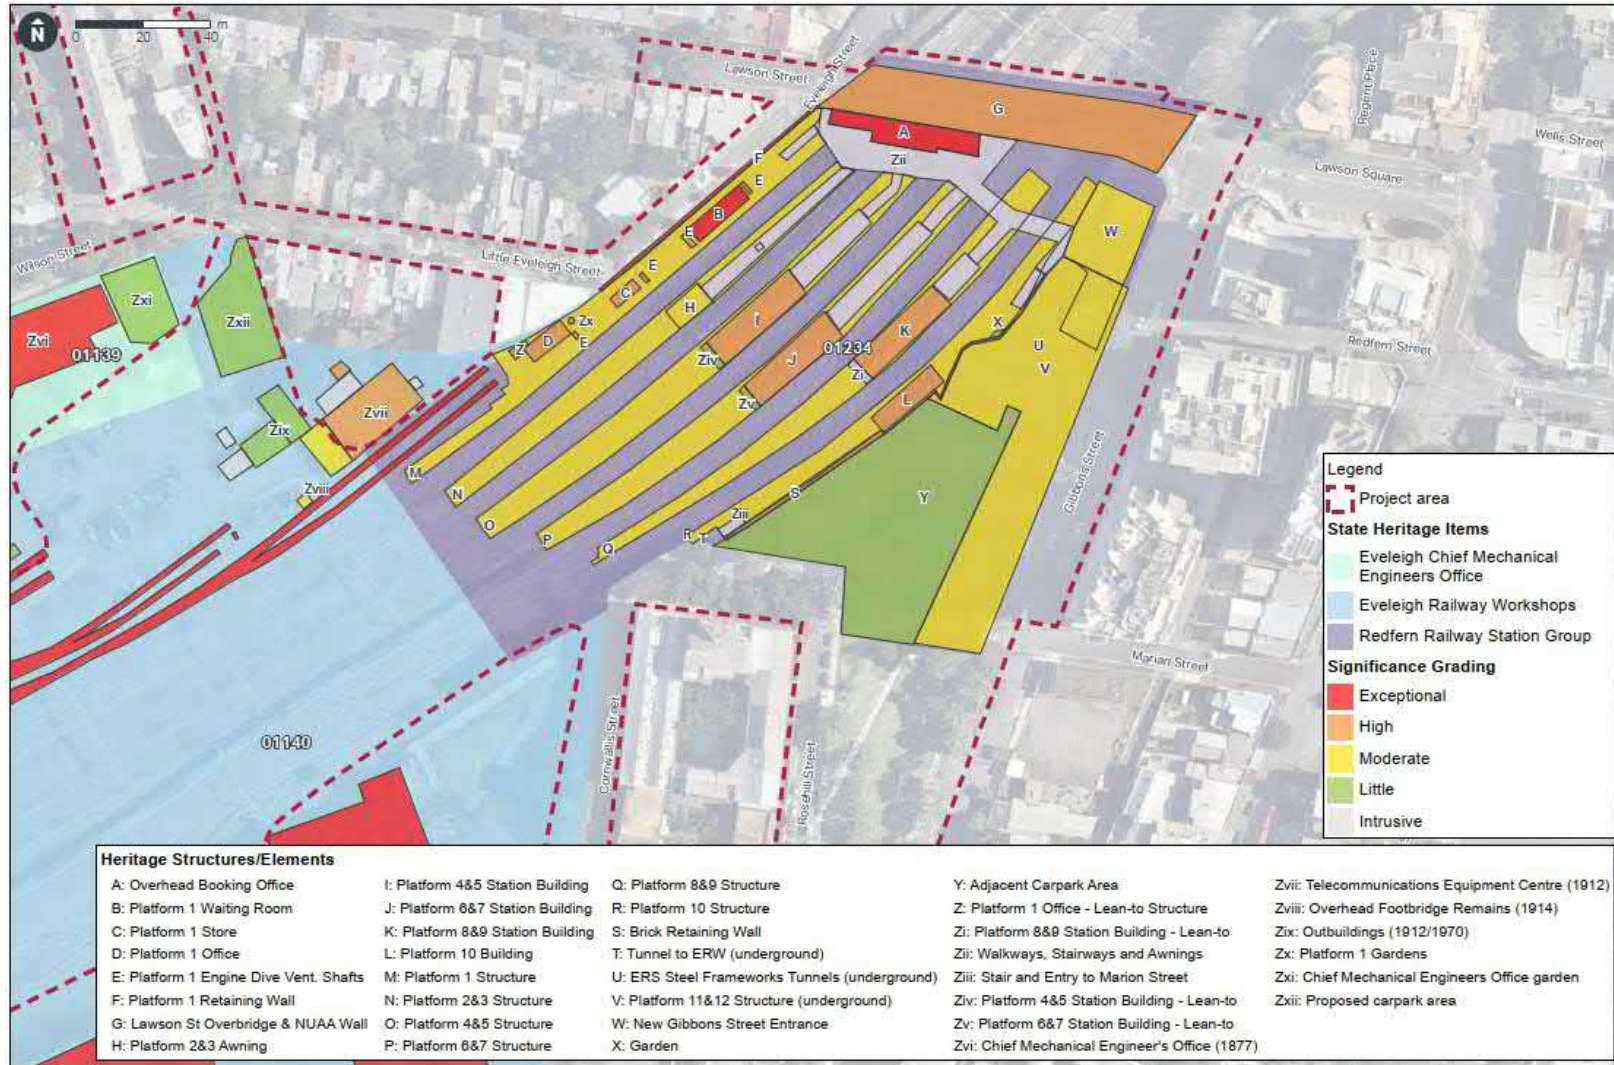 N
0 20 40 m
Lawson Street
Eveleigh Street
Regent Place
Wells Street
Lawson Square
G
A
Zii
F
E
B
E
W
Wilson Street
Little Eveleigh Street
E
C
Zxi
Zxii
Zvi
01139
H
I
Zx
X
D
E
Z
K
U
Redfern Street
01234
Ziv
J
V
Zi
L
Zv
Zvii
Zix
M
Zviii
N
S
Y
Gibbons Street
O
Ziii
P
R
T
Q
Marian Street
01140
Cornwallis Street
Rosehill Street
Legend
Project area
State Heritage Items
Eveleigh Chief Mechanical
Engineers Office
Eveleigh Railway Workshops
Redfern Railway Station Group
Significance Grading
Exceptional
High
Moderate
Little
Intrusive
Heritage Structures/Elements
A: Overhead Booking Office
B: Platform 1 Waiting Room
C: Platform 1 Store
D: Platform 1 Office
E: Platform 1 Engine Dive Vent. Shafts
F: Platform 1 Retaining Wall
G: Lawson St Overbridge & NUAA Wall
H: Platform 2&3 Awning
I: Platform 4&5 Station Building
J: Platform 6&7 Station Building
K: Platform 8&9 Station Building
L: Platform 10 Building
M: Platform 1 Structure
N: Platform 2&3 Structure
O: Platform 4&5 Structure
P: Platform 6&7 Structure
Q: Platform 8&9 Structure
R: Platform 10 Structure
S: Brick Retaining Wall
T: Tunnel to ERW (underground)
U: ERS Steel Frameworks Tunnels (underground)
V: Platform 11&12 Structure (underground)
W: New Gibbons Street Entrance
X: Garden
Y: Adjacent Carpark Area
Z: Platform 1 Office - Lean-to Structure
Zi: Platform 8&9 Station Building - Lean-to
Zii: Walkways, Stairways and Awnings
Ziii: Stair and Entry to Marion Street
Ziv: Platform 4&5 Station Building - Lean-to
Zv: Platform 6&7 Station Building - Lean-to
Zvi: Chief Mechanical Engineer's Office (1877)
Zvii: Telecommunications Equipment Centre (1912)
Zviii: Overhead Footbridge Remains (1914)
Zix: Outbuildings (1912/1970)
Zx: Platform 1 Gardens
Zxi: Chief Mechanical Engineers Office garden
Zxii: Proposed carpark area